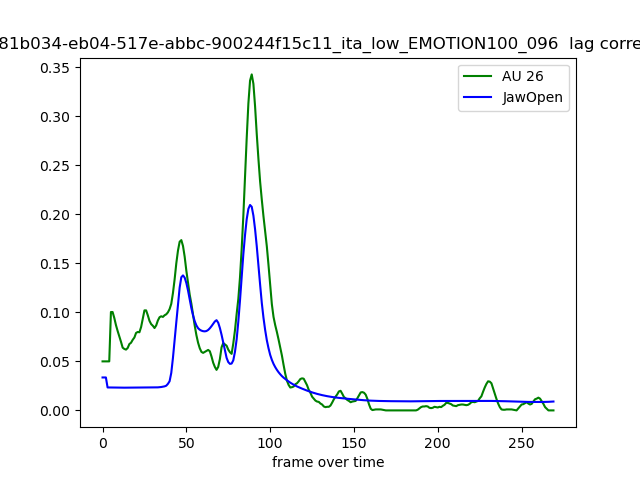 81b034-eb04-517e-abbc-900244f15c11_ita_low_EMOTION100_096 lag corre
0.35
AU 26
JawOpen
0.30
0.25
0.20
0.15
0.10
0.05
0.00
0 50 100 150 200 250
frame over time